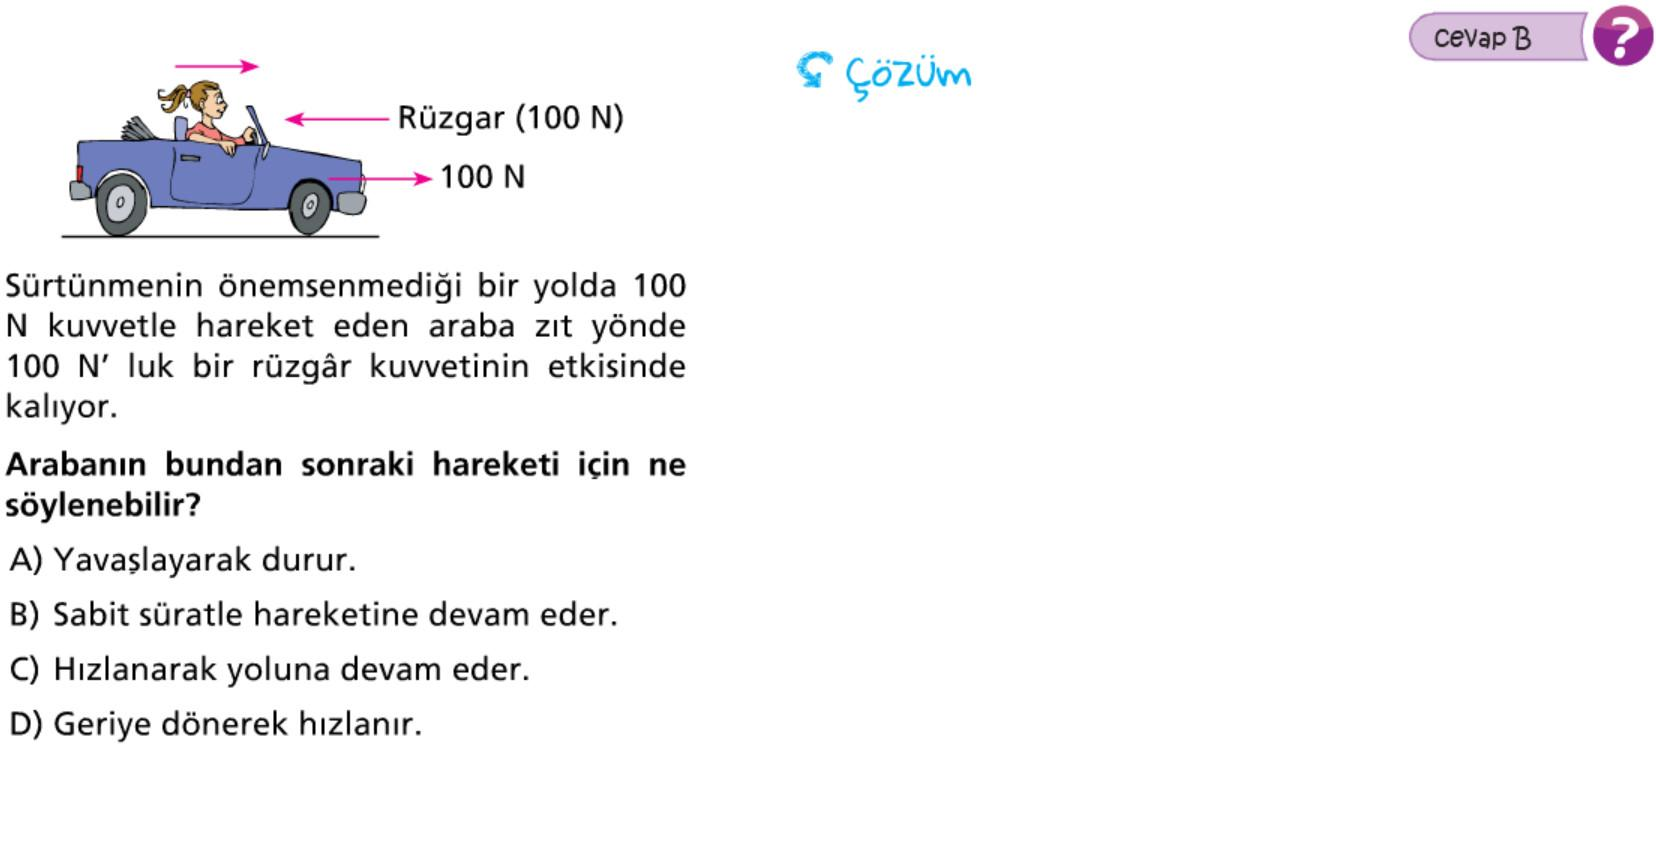 Cevap B
?
Çözüm
Rüzgar (100 N)
100 N
Sürtünmenin önemsenmediği bir yolda 100
N kuvvetle hareket eden araba zıt yönde
100 N’ luk bir rüzgâr kuvvetinin etkisinde
kalıyor.
Arabanın bundan sonraki hareketi için ne
söylenebilir?
A) Yavaşlayarak durur.
B) Sabit süratle hareketine devam eder.
C) Hızlanarak yoluna devam eder.
D) Geriye dönerek hızlanır.